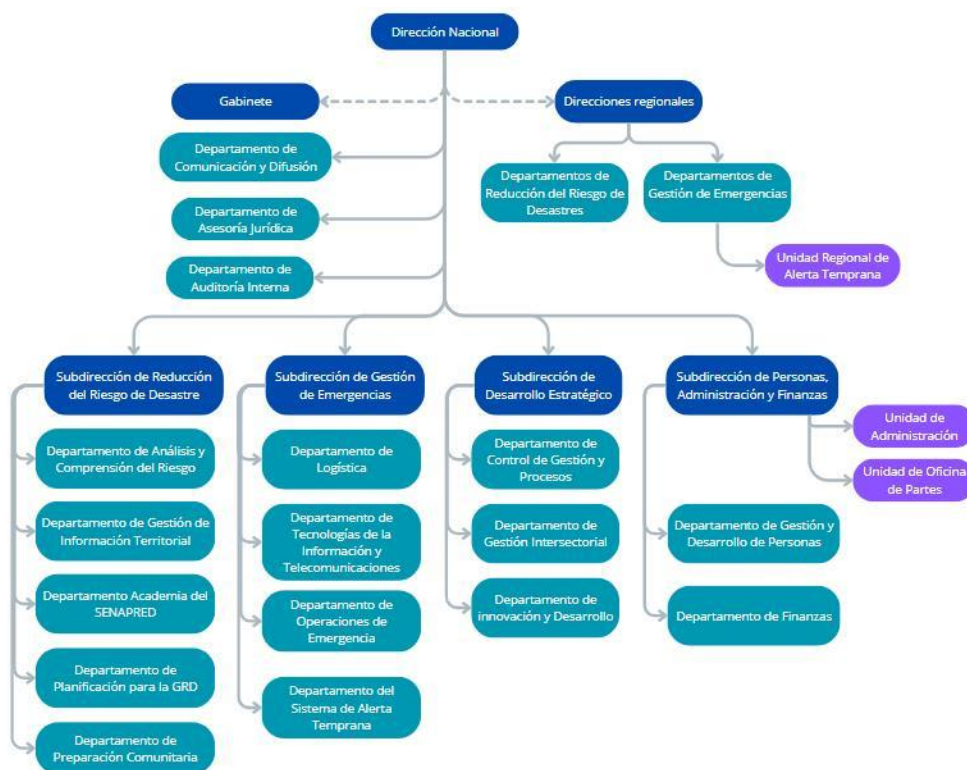 Dirección Nacional
Gabinete
Direcciones regionales
Departamento de
Comunicación y Difusión
Departamentos de
Reducción del Riesgo de
Desastres
Departamentos de
Gestión de Emergencias
Departamento de
Asesoría Jurídica
Unidad Regional de
Alerta Temprana
Departamento de
Auditoría Interna
Subdirección de Reducción
del Riesgo de Desastre
Departamento de Análisis y
Comprensión del Riesgo
Departamento de Gestión de
Información Territorial
Departamento Academia del
SENAPRED
Departamento de
Planificación para la GRD
Departamento de
Preparación Comunitaria
Subdirección de Gestión
de Emergencias
Departamento de
Logística
Departamento de
Tecnologías de la
Información y
Telecomunicaciones
Departamento de
Operaciones de
Emergencia
Departamento del
Sistema de Alerta
Temprana
Subdirección de
Desarrollo Estratégico
Departamento de
Control de Gestión y
Procesos
Departamento de
Gestión Intersectorial
Departamento de
innovación y Desarrollo
Subdirección de Personas,
Administración y Finanzas
Unidad de
Administración
Unidad de Oficina
de Partes
Departamento de Gestión y
Desarrollo de Personas
Departamento de Finanzas